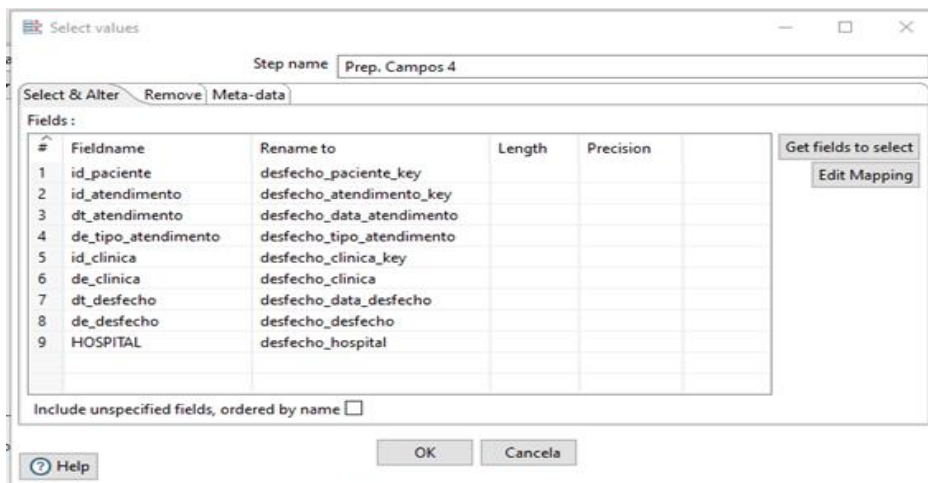 Select values
Step name Prep. Campos 4
Select & Alter Remove Meta-data
Fields :
# Fieldname Rename to Length Precision
1 id_paciente desfecho_paciente_key
2 id_atendimento desfecho_atendimento_key
3 dt_atendimento desfecho_data_atendimento
4 de_tipo_atendimento desfecho_tipo_atendimento
5 id_clinica desfecho_clinica_key
6 de_clinica desfecho_clinica
7 dt_desfecho desfecho_data_desfecho
8 de_desfecho desfecho_desfecho
9 HOSPITAL desfecho_hospital
Get fields to select
Edit Mapping
Include unspecified fields, ordered by name
OK Cancela
Help